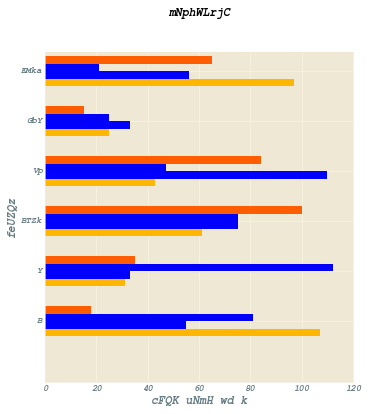 mNphWLrjC
EMka
GbY
Vp
BTZk
Y
B
feUZQz
0 20 40 60 80 100 120
cFQK uNmH wd k